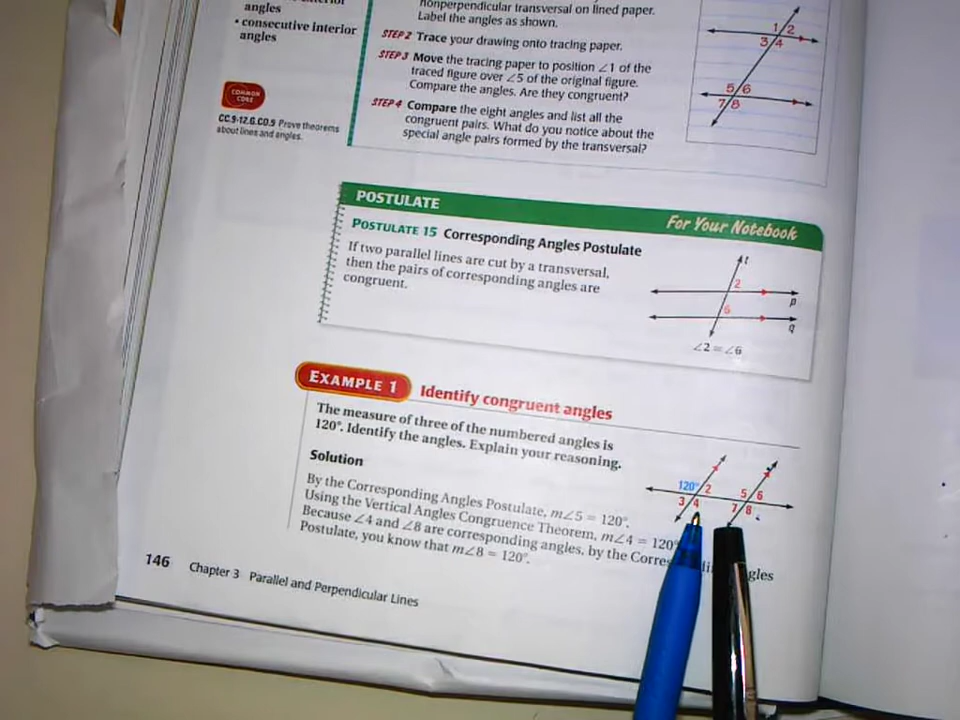 angles
• consecutive interior
angles
COMMON
CORE
CC.9-12.G.CO.9 Prove theorems
about lines and angles.
nonperpendicular transversal on lined paper.
Label the angles as shown.
STEP 2 Trace your drawing onto tracing paper.
STEP 3 Move the tracing paper to position ∠1 of the
traced figure over ∠5 of the original figure.
Compare the angles. Are they congruent?
STEP 4 Compare the eight angles and list all the
congruent pairs. What do you notice about the
special angle pairs formed by the transversal?
1 2
3 4
5 6
7 8
POSTULATE
For Your Notebook
POSTULATE 15 Corresponding Angles Postulate
If two parallel lines are cut by a transversal,
then the pairs of corresponding angles are
congruent.
t
2
p
6
q
∠2 ≅ ∠6
EXAMPLE 1 Identify congruent angles
The measure of three of the numbered angles is
120°. Identify the angles. Explain your reasoning.
Solution
By the Corresponding Angles Postulate, m∠5 = 120°.
Using the Vertical Angles Congruence Theorem, m∠4 = 120°
Because ∠4 and ∠8 are corresponding angles, by the Angles
Postulate, you know that m∠8 = 120°.
120° 2 5 6
3 4 7 8
146 Chapter 3 Parallel and Perpendicular Lines